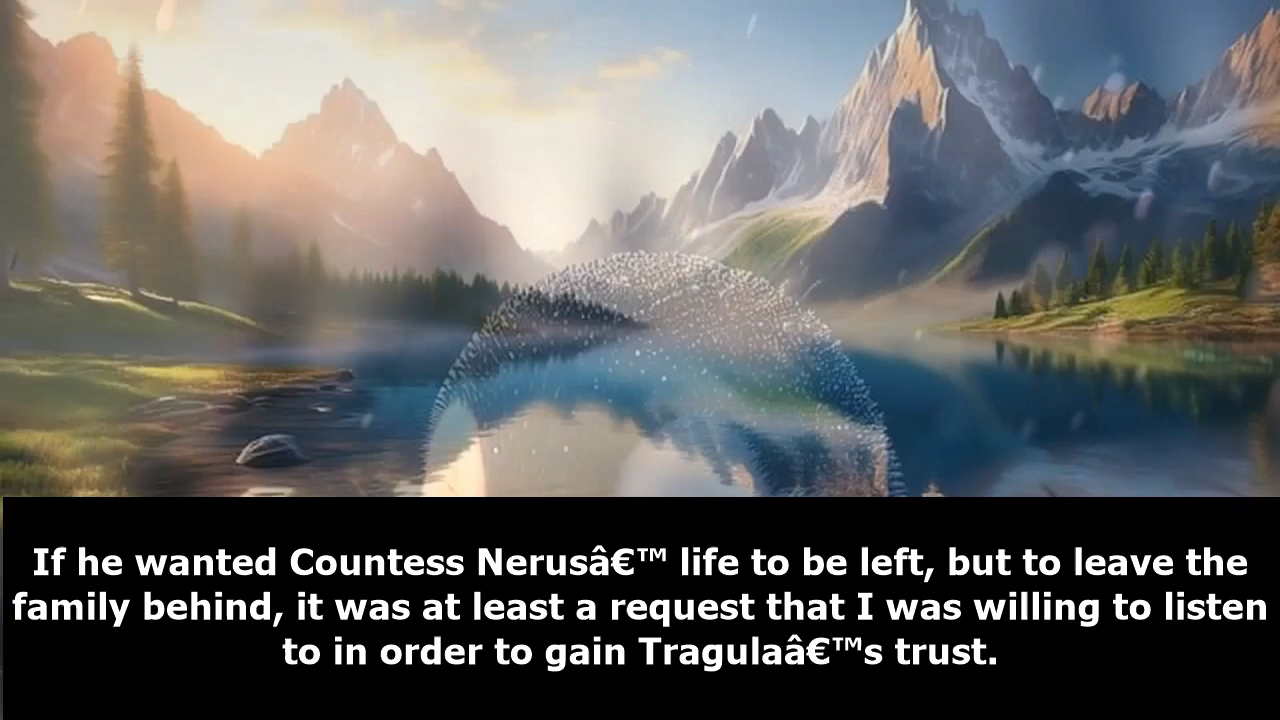 If he wanted Countess Nerusâ€™ life to be left, but to leave the
family behind, it was at least a request that I was willing to listen
to in order to gain Tragulaâ€™s trust.